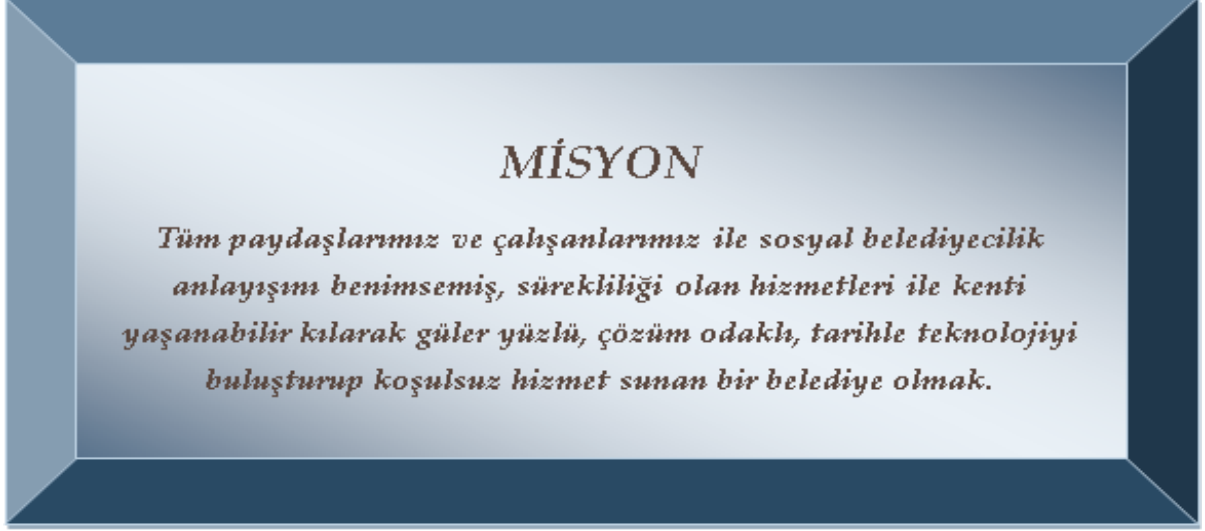 MİSYON
Tüm paydaşlarımız ve çalışanlarımız ile sosyal belediyecilik
anlayışını benimsemiş, sürekliliği olan hizmetleri ile kenti
yaşanabilir kılarak güler yüzlü, çözüm odaklı, tarihle teknolojiyi
buluşturup koşulsuz hizmet sunan bir belediye olmak.